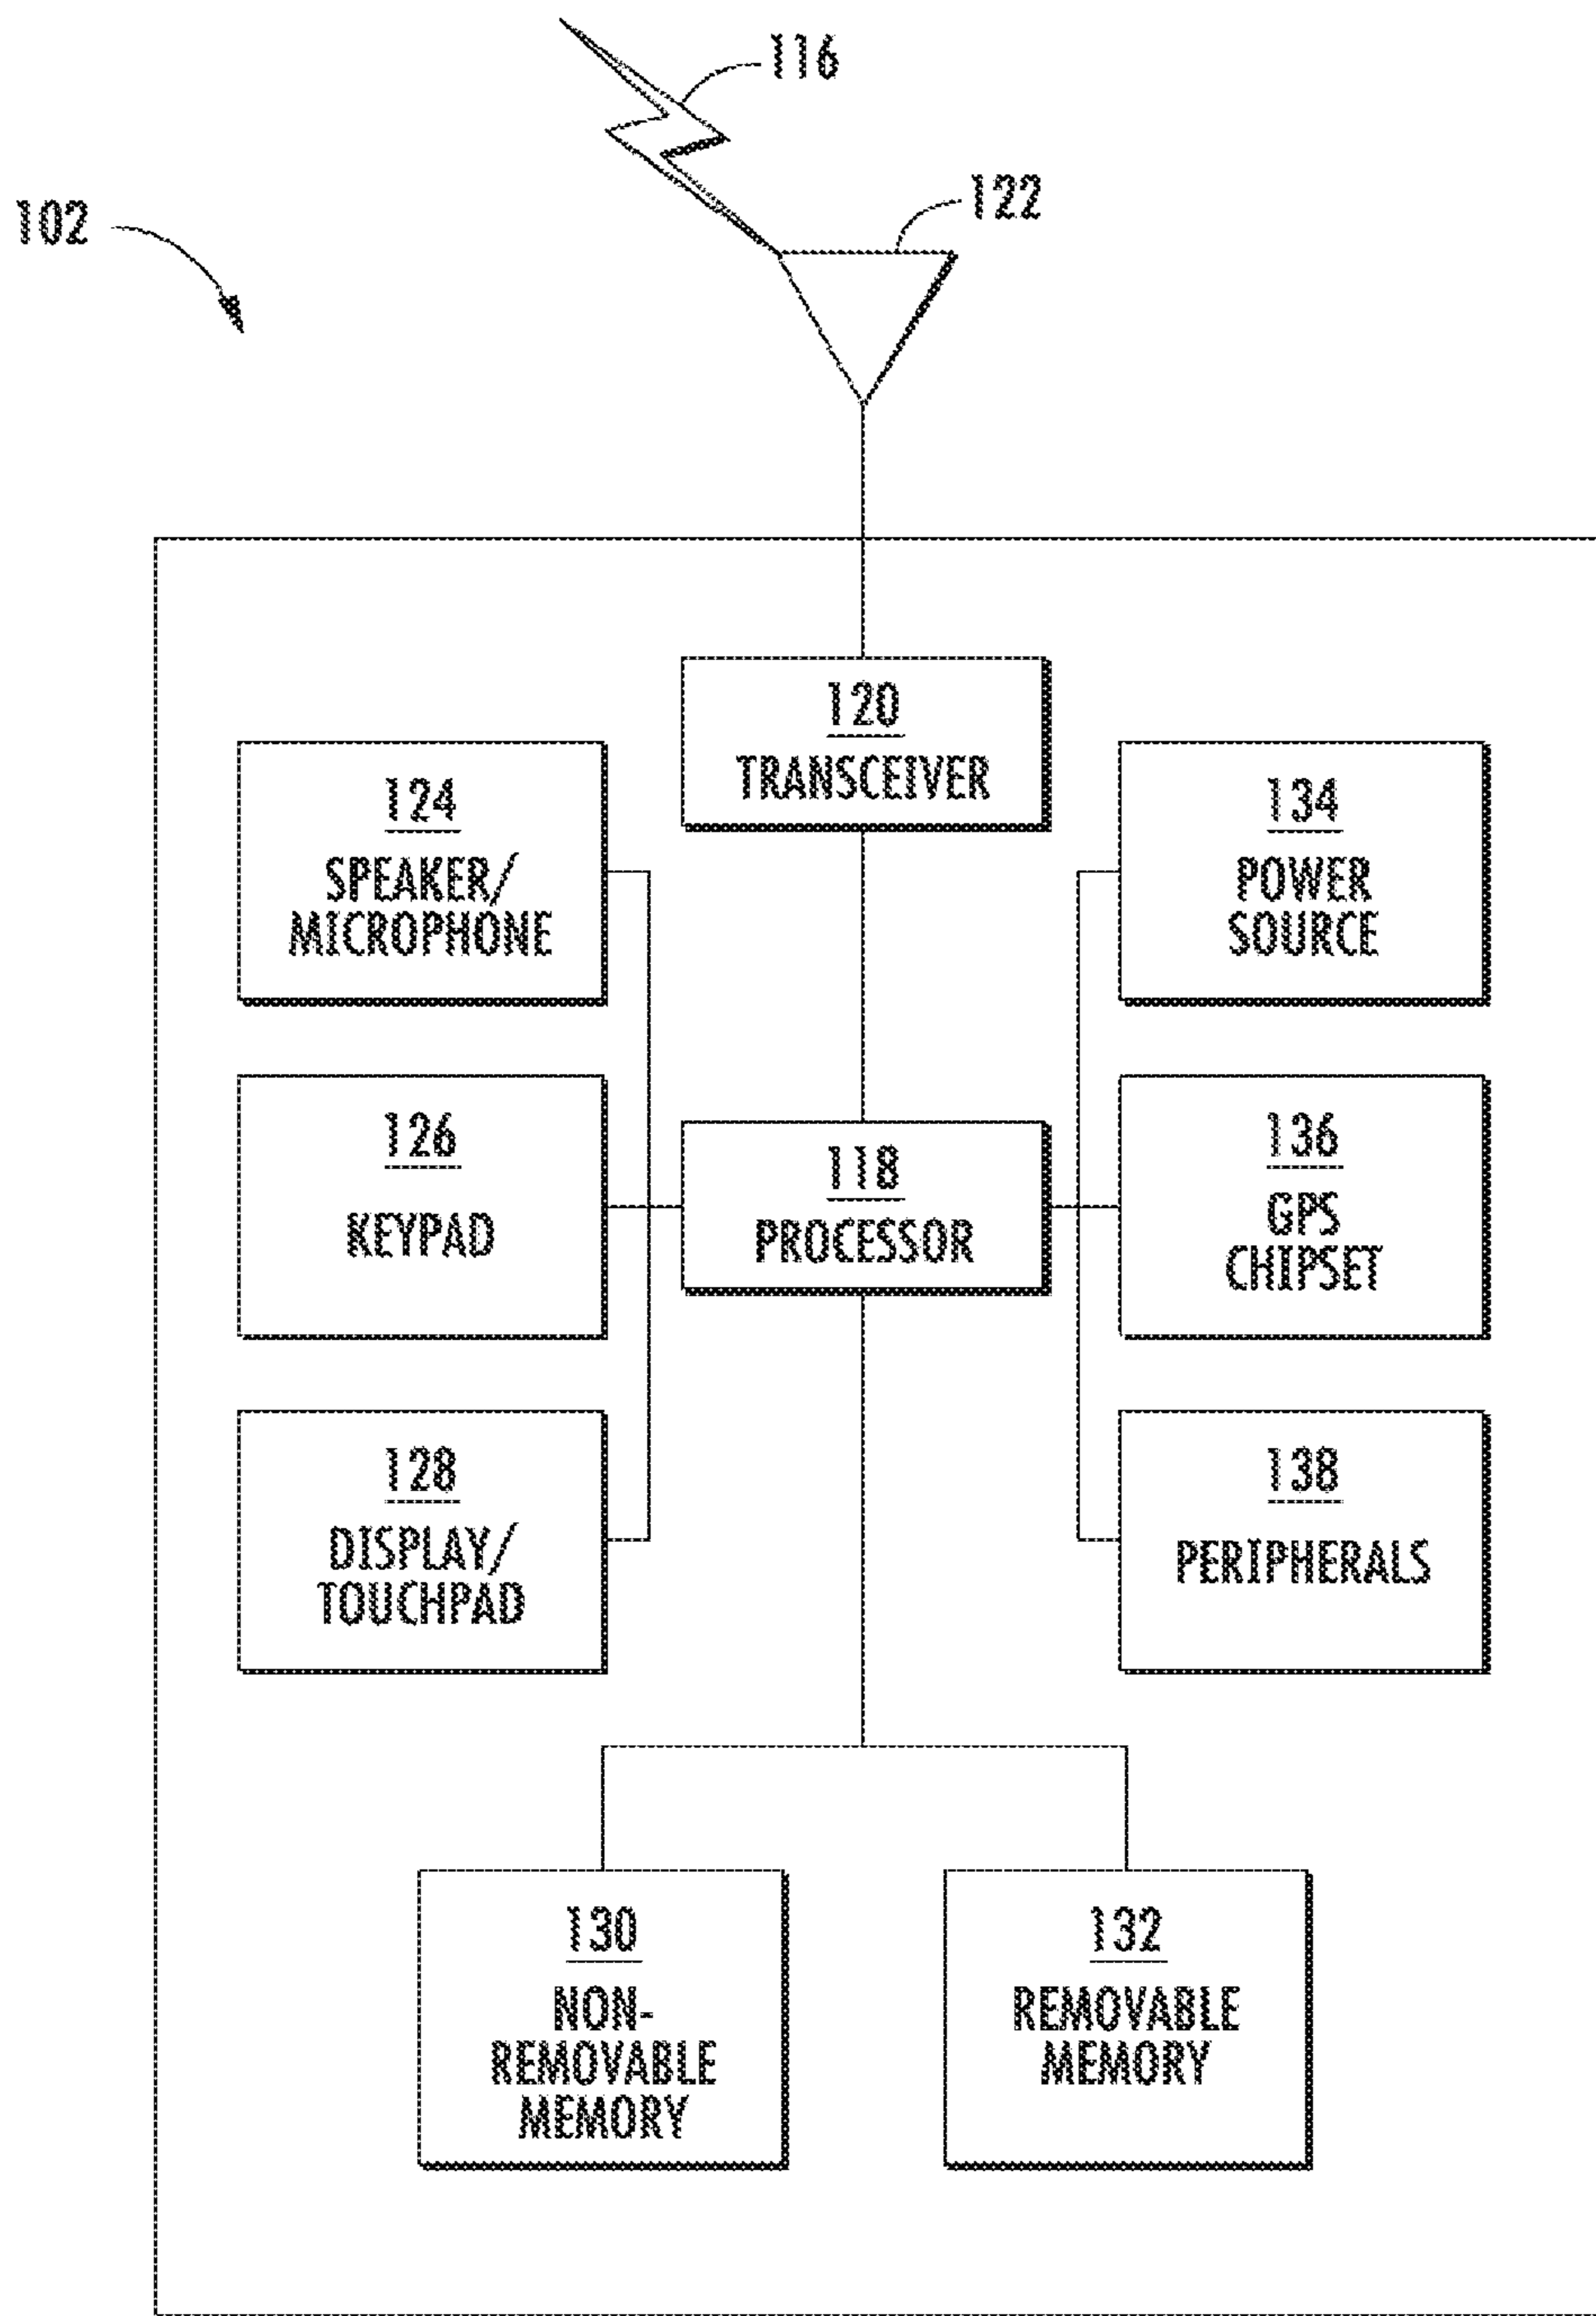 116
122
102
120
TRANSCEIVER
124
SPEAKER/
MICROPHONE
134
POWER
SOURCE
126
KEYPAD
118
PROCESSOR
136
GPS
CHIPSET
128
DISPLAY/
TOUCHPAD
138
PERIPHERALS
130
NON-
REMOVABLE
MEMORY
132
REMOVABLE
MEMORY